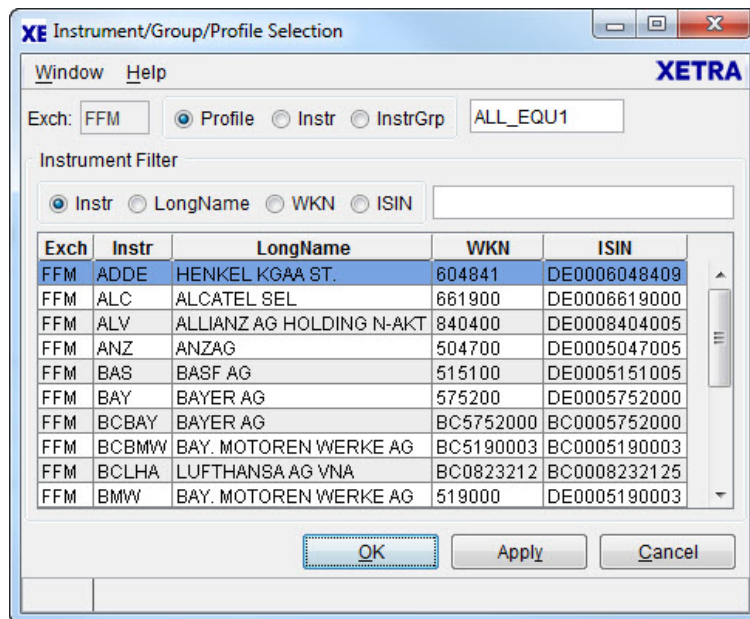 XE Instrument/Group/Profile Selection
Window Help XETRA
Exch: FFM Profile Instr InstrGrp ALL_EQU1
Instrument Filter
Instr LongName WKN ISIN
Exch Instr LongName WKN ISIN
FFM ADDE HENKEL KGAA ST. 604841 DE0006048409
FFM ALC ALCATEL SEL 661900 DE0006619000
FFM ALV ALLIANZ AG HOLDING N-AKT 840400 DE0008404005
FFM ANZ ANZAG 504700 DE0005047005
FFM BAS BASF AG 515100 DE0005151005
FFM BAY BAYER AG 575200 DE0005752000
FFM BCBAY BAYER AG BC5752000 BC0005752000
FFM BCBMW BAY. MOTOREN WERKE AG BC5190003 BC0005190003
FFM BCLHA LUFTHANSA AG VNA BC0823212 BC0008232125
FFM BMW BAY. MOTOREN WERKE AG 519000 DE0005190003
OK Apply Cancel